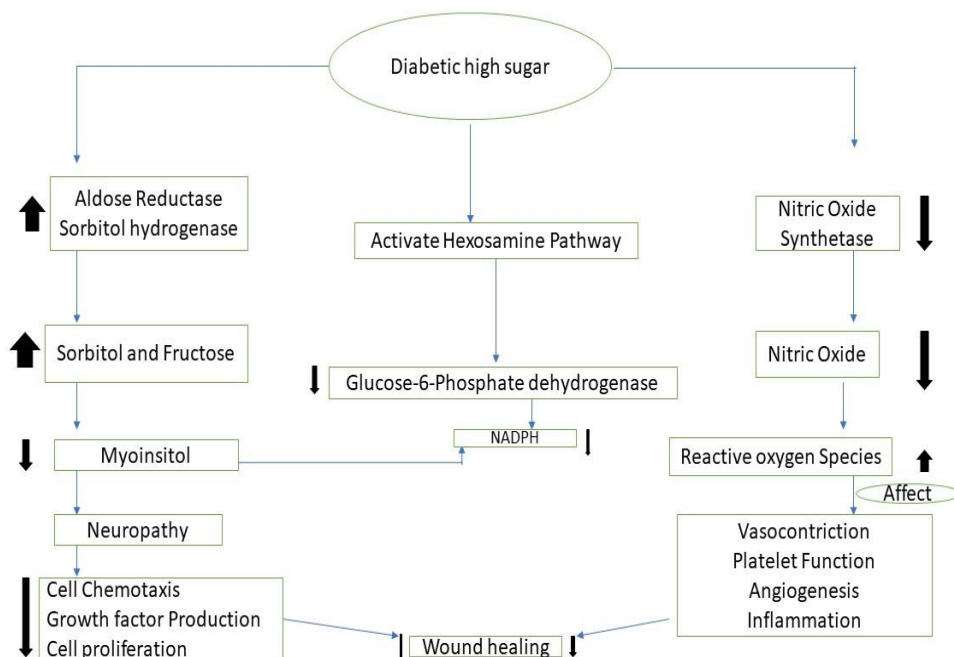 Diabetic high sugar
Aldose Reductase
Sorbitol hydrogenase
Activate Hexosamine Pathway
Nitric Oxide
Synthetase
Sorbitol and Fructose
Glucose-6-Phosphate dehydrogenase
Nitric Oxide
NADPH
Myoinsitol
Reactive oxygen Species
Affect
Neuropathy
Vasocontriction
Platelet Function
Angiogenesis
Inflammation
Cell Chemotaxis
Growth factor Production
Cell proliferation
Wound healing